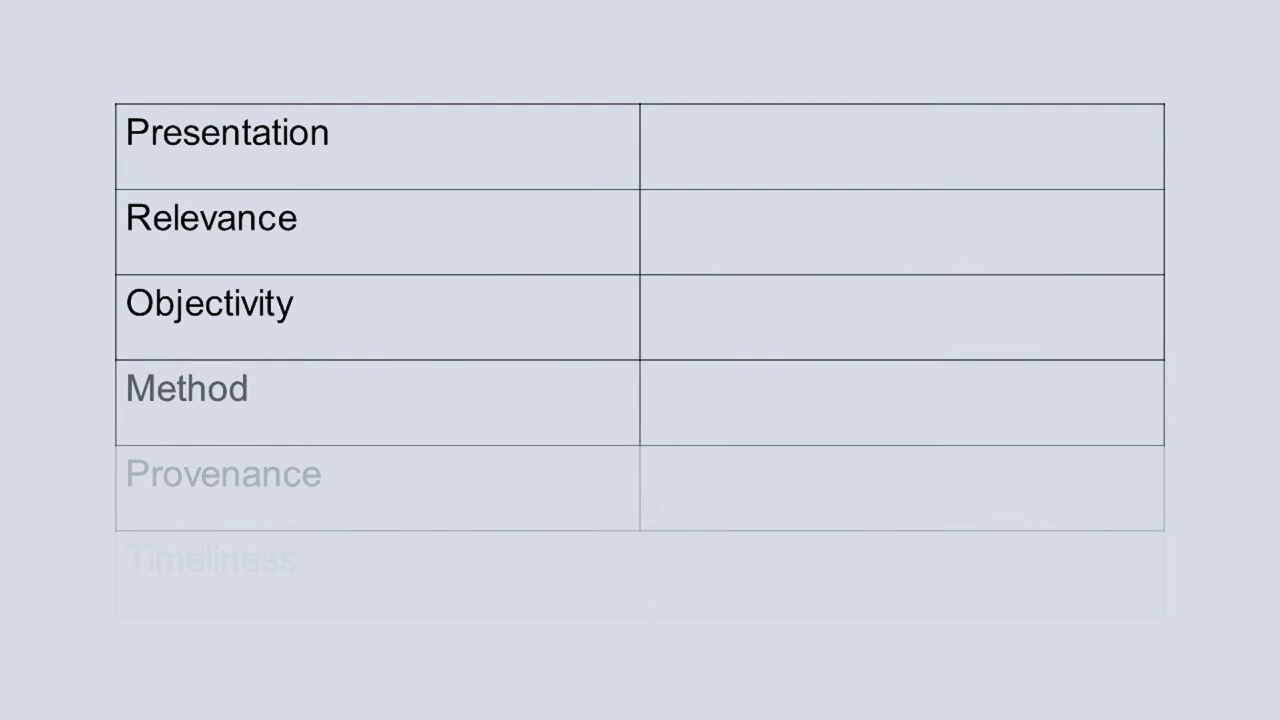 Presentation
Relevance
Objectivity
Method
Provenance
Timeliness